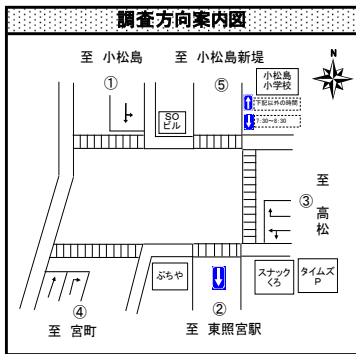 調査方向案内図
至 小松島
至 小松島新堤
N
①
⑤
小松島
小学校
下記以外の時間
7:30～8:30
SO
ビル
至 高松
③
ぶちや
スナック
くろ
タイムズ
P
④
②
至 宮町
至 東照宮駅